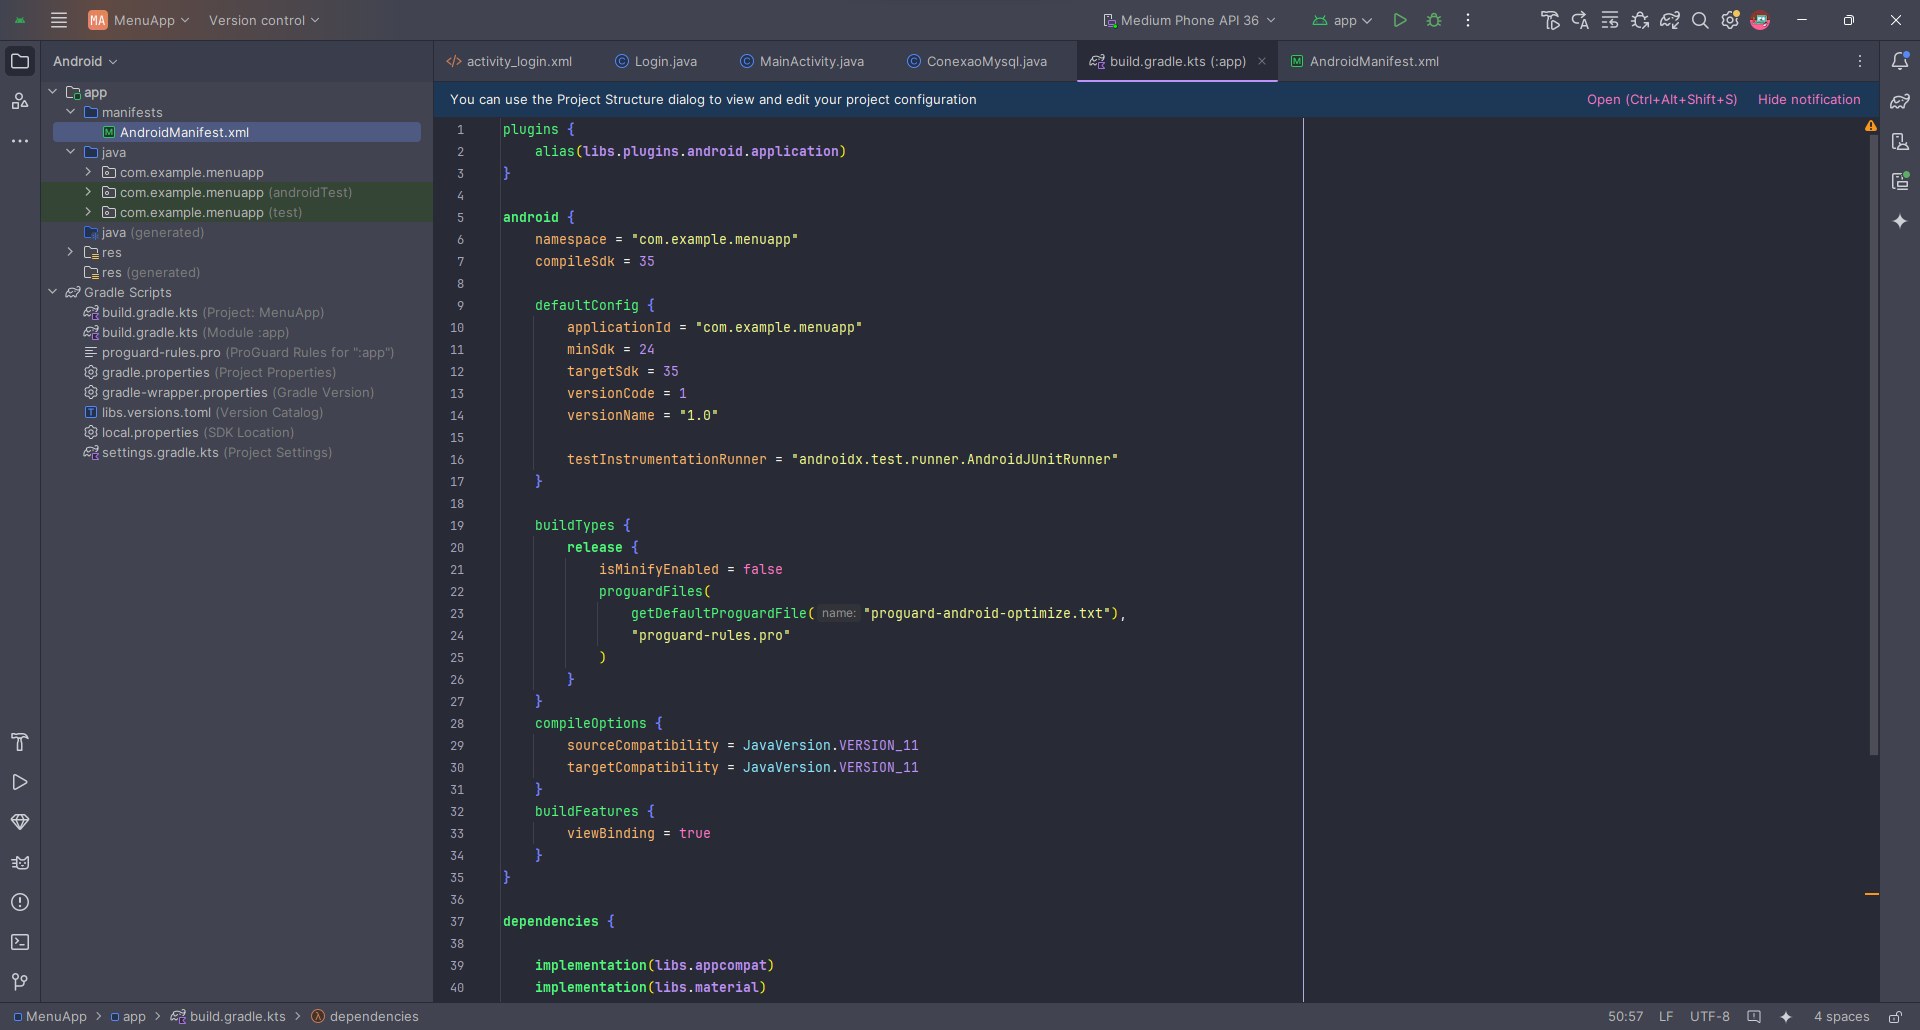 MA MenuApp Version control Medium Phone API 36 app
Android
activity_login.xml Login.java MainActivity.java ConexaoMysql.java build.gradle.kts (:app) AndroidManifest.xml
You can use the Project Structure dialog to view and edit your project configuration Open (Ctrl+Alt+Shift+S) Hide notification
app
manifests
AndroidManifest.xml
java
com.example.menuapp
com.example.menuapp (androidTest)
com.example.menuapp (test)
java (generated)
res
res (generated)
Gradle Scripts
build.gradle.kts (Project: MenuApp)
build.gradle.kts (Module :app)
proguard-rules.pro (ProGuard Rules for ":app")
gradle.properties (Project Properties)
gradle-wrapper.properties (Gradle Version)
libs.versions.toml (Version Catalog)
local.properties (SDK Location)
settings.gradle.kts (Project Settings)
1 plugins {
2 alias(libs.plugins.android.application)
3 }
4
5 android {
6 namespace = "com.example.menuapp"
7 compileSdk = 35
8
9 defaultConfig {
10 applicationId = "com.example.menuapp"
11 minSdk = 24
12 targetSdk = 35
13 versionCode = 1
14 versionName = "1.0"
15
16 testInstrumentationRunner = "androidx.test.runner.AndroidJUnitRunner"
17 }
18
19 buildTypes {
20 release {
21 isMinifyEnabled = false
22 proguardFiles(
23 getDefaultProguardFile( name: "proguard-android-optimize.txt"),
24 "proguard-rules.pro"
25 )
26 }
27 }
28 compileOptions {
29 sourceCompatibility = JavaVersion.VERSION_11
30 targetCompatibility = JavaVersion.VERSION_11
31 }
32 buildFeatures {
33 viewBinding = true
34 }
35 }
36
37 dependencies {
38
39 implementation(libs.appcompat)
40 implementation(libs.material)
MenuApp > app > build.gradle.kts > dependencies 50:57 LF UTF-8 4 spaces